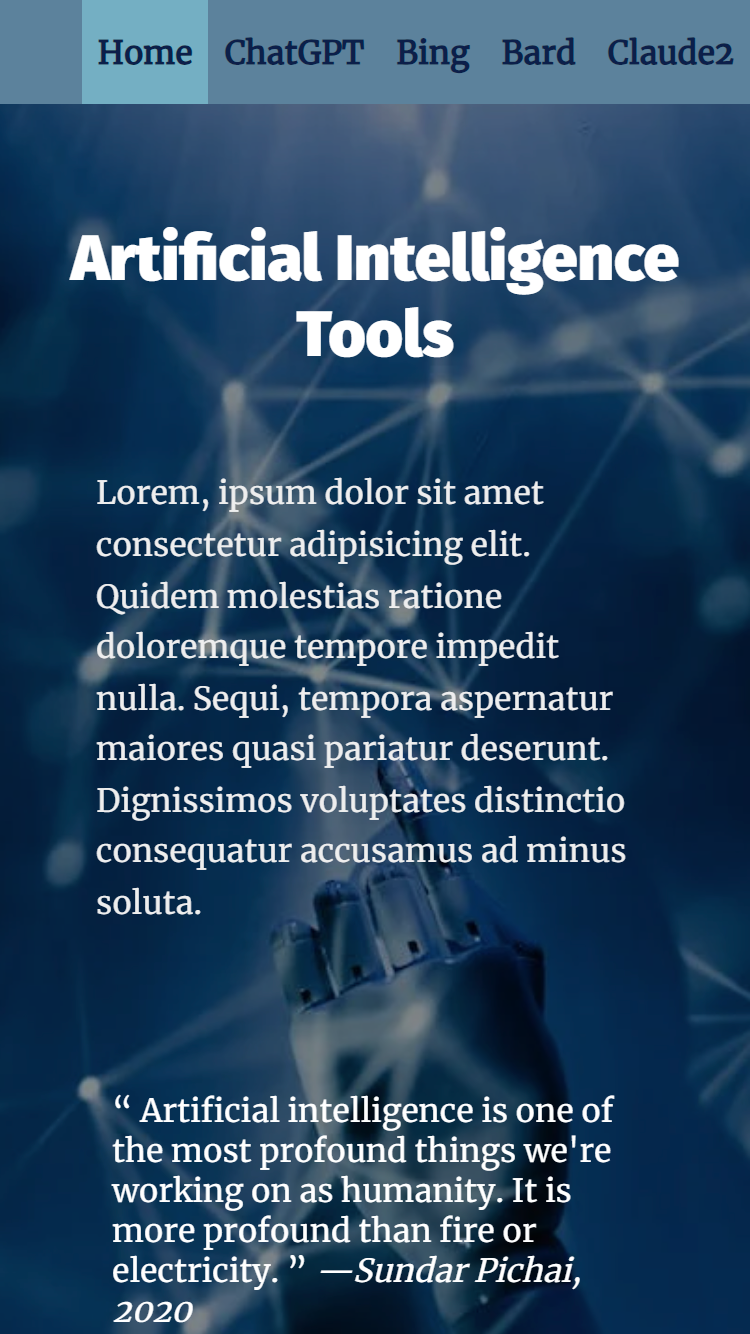 Home ChatGPT Bing Bard Claude2
Artificial Intelligence
Tools
Lorem, ipsum dolor sit amet
consectetur adipisicing elit.
Quidem molestias ratione
doloremque tempore impedit
nulla. Sequi, tempora aspernatur
maiores quasi pariatur deserunt.
Dignissimos voluptates distinctio
consequatur accusamus ad minus
soluta.
“ Artificial intelligence is one of
the most profound things we're
working on as humanity. It is
more profound than fire or
electricity. ” —Sundar Pichai,
2020